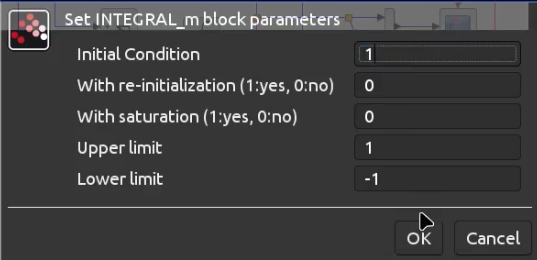 Set INTEGRAL_m block parameters
Initial Condition 1
With re-initialization (1:yes, 0:no) 0
With saturation (1:yes, 0:no) 0
Upper limit 1
Lower limit -1
OK Cancel